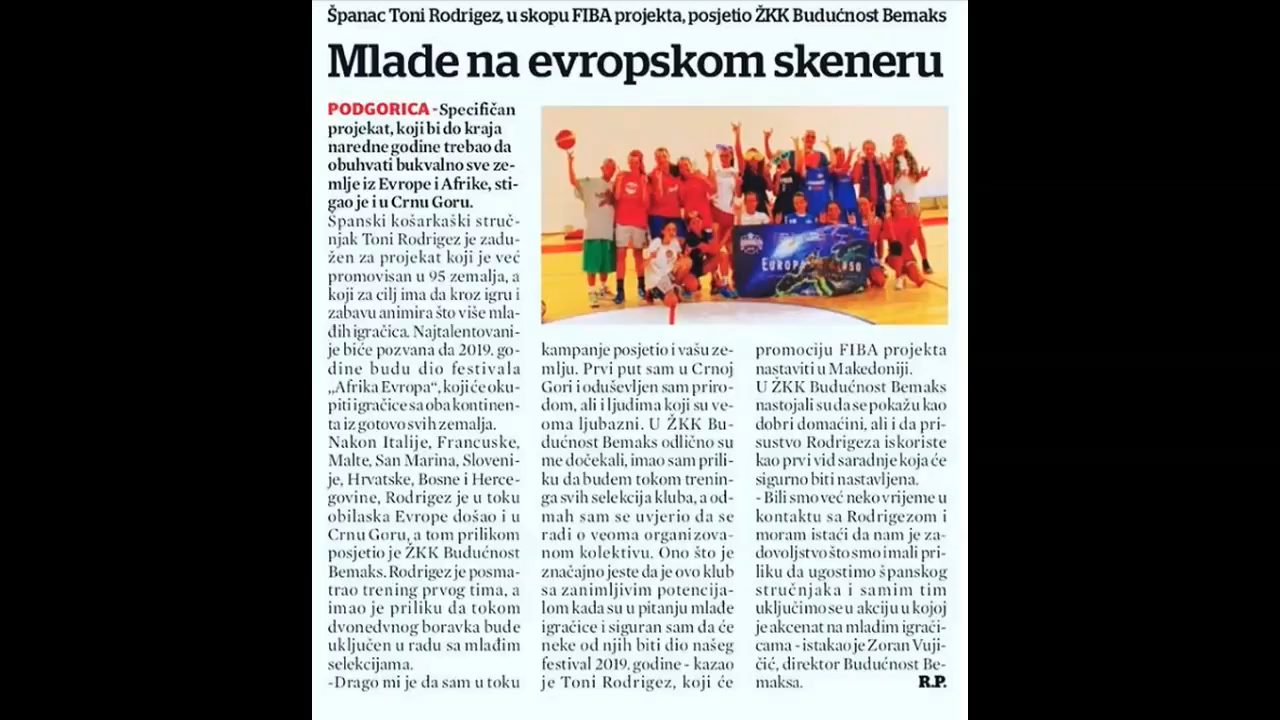 Španac Toni Rodrigez, u skopu FIBA projekta, posjetio ŽKK Budućnost Bemaks
Mlade na evropskom skeneru
PODGORICA - Specifičan
projekat, koji bi do kraja
naredne godine trebao da
obuhvati bukvalno sve ze-
mlje iz Evrope i Afrike, sti-
gao je i u Crnu Goru.
Španski košarkaški struč-
njak Toni Rodrigez je zadu-
žen za projekat koji je već
promovisan u 95 zemalja, a
koji za cilj ima da kroz igru i
zabavu animira što više mla-
đih igračica. Najtalentovani-
je biće pozvana da 2019. go-
dine budu dio festivala
„Afrika Evropa“, koji će oku-
piti igračice sa oba kontinen-
ta iz gotovo svih zemalja.
Nakon Italije, Francuske,
Malte, San Marina, Sloveni-
je, Hrvatske, Bosne i Herce-
govine, Rodrigez je u toku
obilaska Evrope došao i u
Crnu Goru, a tom prilikom
posjetio je ŽKK Budućnost
Bemaks. Rodrigez je posma-
trao trening prvog tima, a
imao je priliku da tokom
dvonedvnog boravka bude
uključen u radu sa mlađim
selekcijama.
-Drago mi je da sam u toku
kampanje posjetio i vašu ze-
mlju. Prvi put sam u Crnoj
Gori i oduševljen sam priro-
dom, ali i ljudima koji su ve-
oma ljubazni. U ŽKK Bu-
dućnost Bemaks odlično su
me dočekali, imao sam prili-
ku da budem tokom trenin-
ga svih selekcija kluba, a od-
mah sam se uvjerio da se
radi o veoma organizova-
nom kolektivu. Ono što je
značajno jeste da je ovo klub
sa zanimljivim potencija-
lom kada su u pitanju mlađe
igračice i siguran sam da će
neke od njih biti dio našeg
festival 2019. godine - kazao
je Toni Rodrigez, koji će
promociju FIBA projekta
nastaviti u Makedoniji.
U ŽKK Budućnost Bemaks
nastojali su da se pokažu kao
dobri domaćini, ali i da pri-
sustvo Rodrigeza iskoriste
kao prvi vid saradnje koja će
sigurno biti nastavljena.
- Bili smo već neko vrijeme u
kontaktu sa Rodrigezom i
moram istaći da nam je za-
dovoljstvo što smo imali pri-
liku da ugostimo španskog
stručnjaka i samim tim
uključimo se u akciju u kojoj
je akcenat na mlađim igrači-
cama - istakao je Zoran Vuji-
čić, direktor Budućnost Be-
maksa.
R.P.